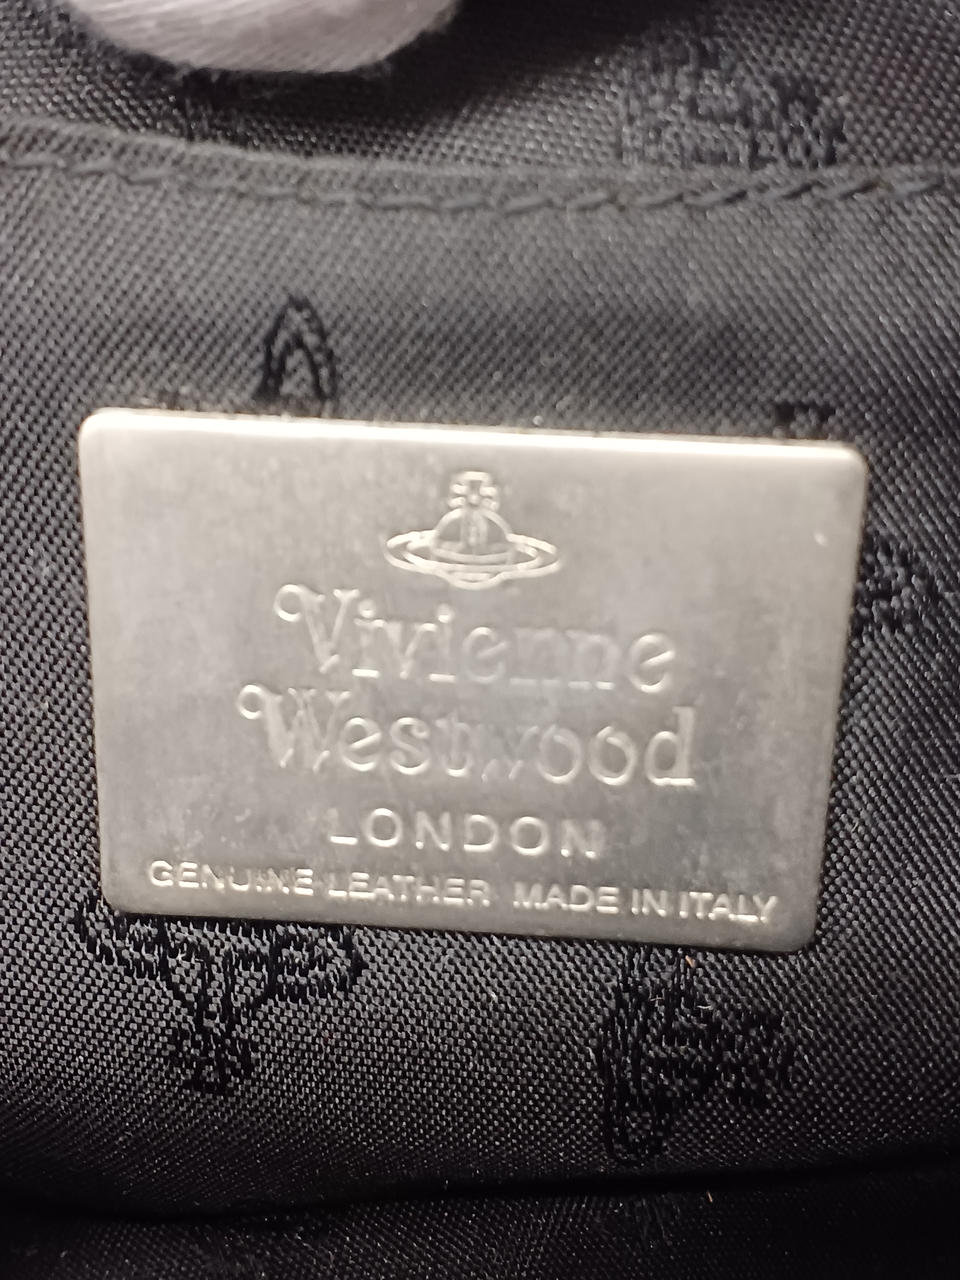 Vivienne
Westwood
LONDON
GENUINE LEATHER MADE IN ITALY